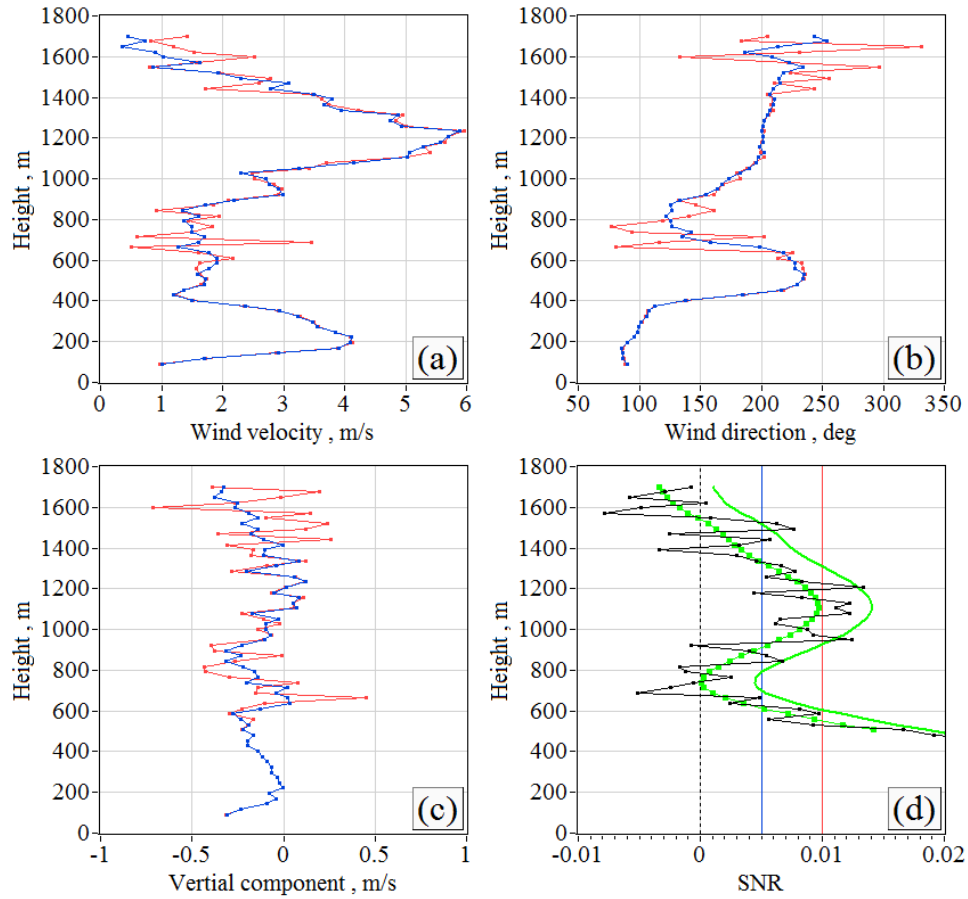 1800
1600
1400
1200
1000
800
600
400
200
0
Height , m
0 1 2 3 4 5 6
Wind velocity , m/s
(a)
1800
1600
1400
1200
1000
800
600
400
200
0
Height , m
50 100 150 200 250 300 350
Wind direction , deg
(b)
1800
1600
1400
1200
1000
800
600
400
200
0
Height , m
-1 -0.5 0 0.5 1
Vertial component , m/s
(c)
1800
1600
1400
1200
1000
800
600
400
200
0
Height , m
-0.01 0 0.01 0.02
SNR
(d)